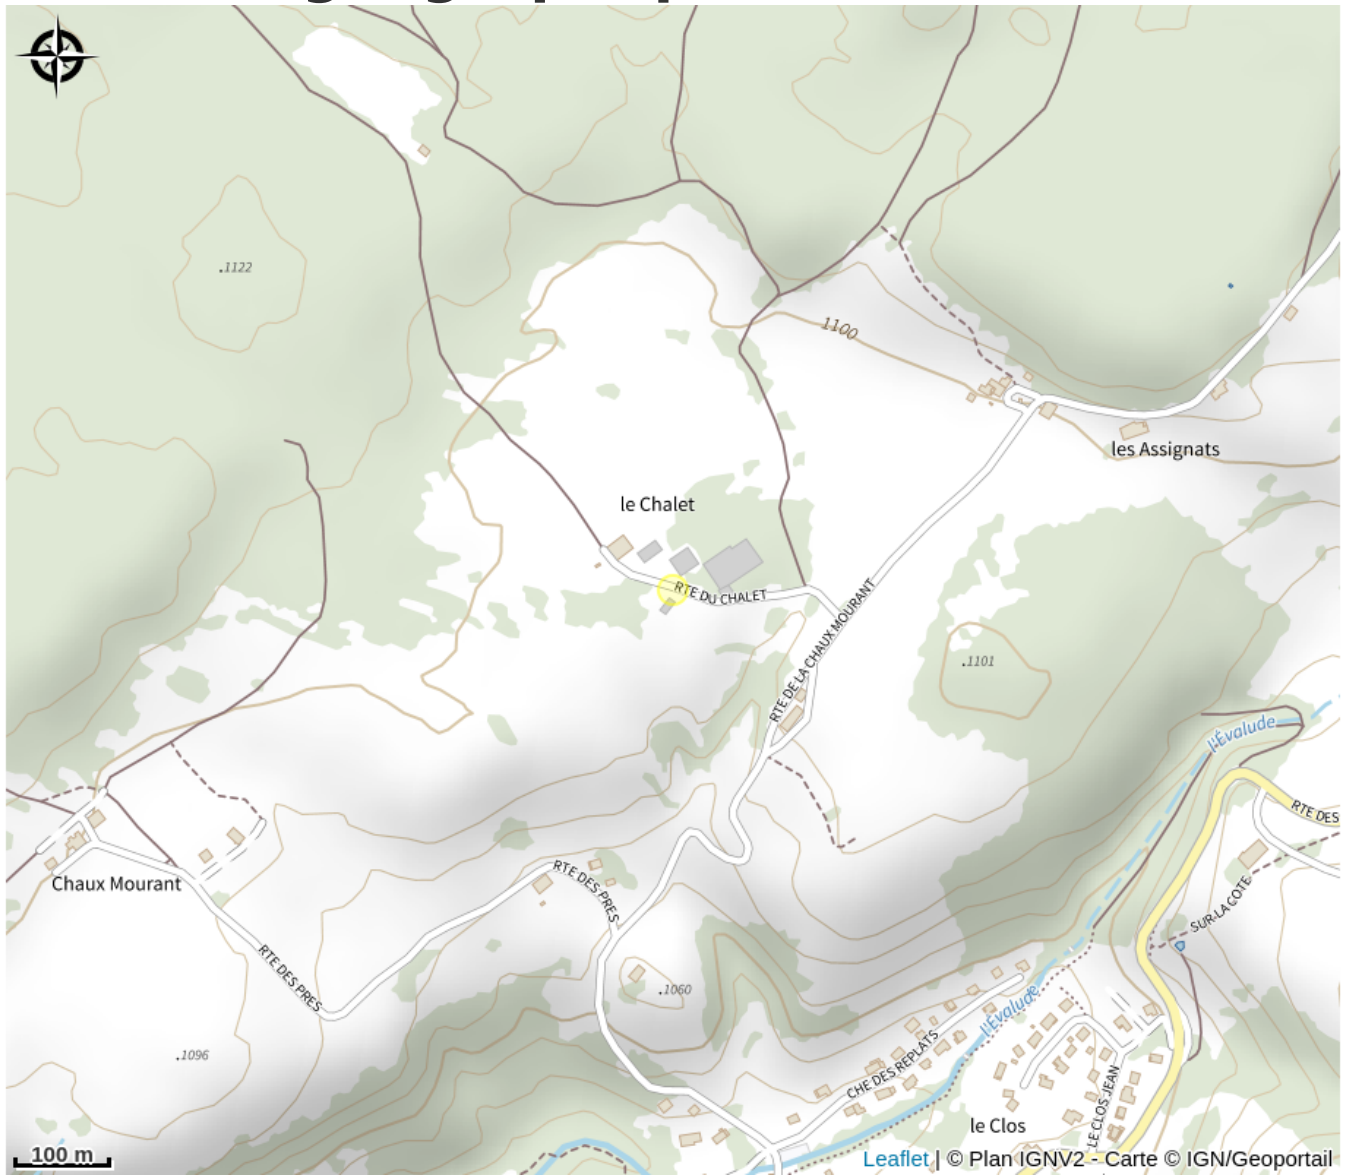 .1122
1100
les Assignats
le Chalet
RTE DU CHALET
RTE DE LA CHAUX MOURANT
.1101
l'Évalude
RTE DES
Chaux Mourant
RTE DES PRES
SUR-LA COTE
RTE DES PRES
.1060
l'Évalude
.1096
CHE DES REPLATS
LE CLOS JEAN
le Clos
100 m
Leaflet | © Plan IGNV2 - Carte © IGN/Geoportail